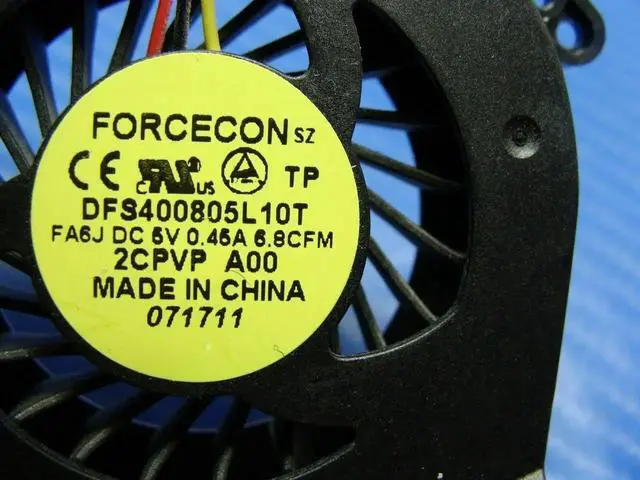 FORCECON SZ
CE c RU US TP
DFS400805L10T
FA6J DC 5V 0.45A 6.8CFM
2CPVP A00
MADE IN CHINA
071711